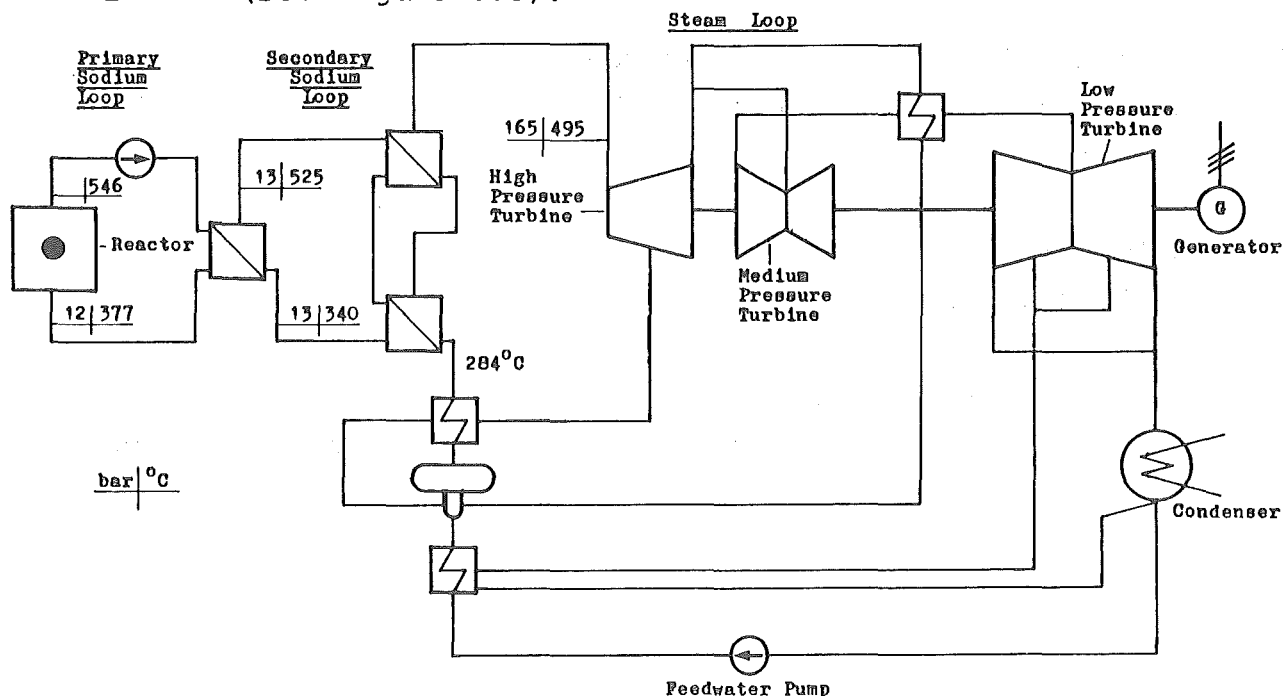 Steam Loop
Primary
Sodium
Loop
Secondary
Sodium
Loop
Low
Pressure
Turbine
165|495
546
13|525
High
Pressure
Turbine
Reactor
G
Generator
Medium
Pressure
Turbine
12|377
13|340
284°C
bar|°C
Condenser
Feedwater Pump